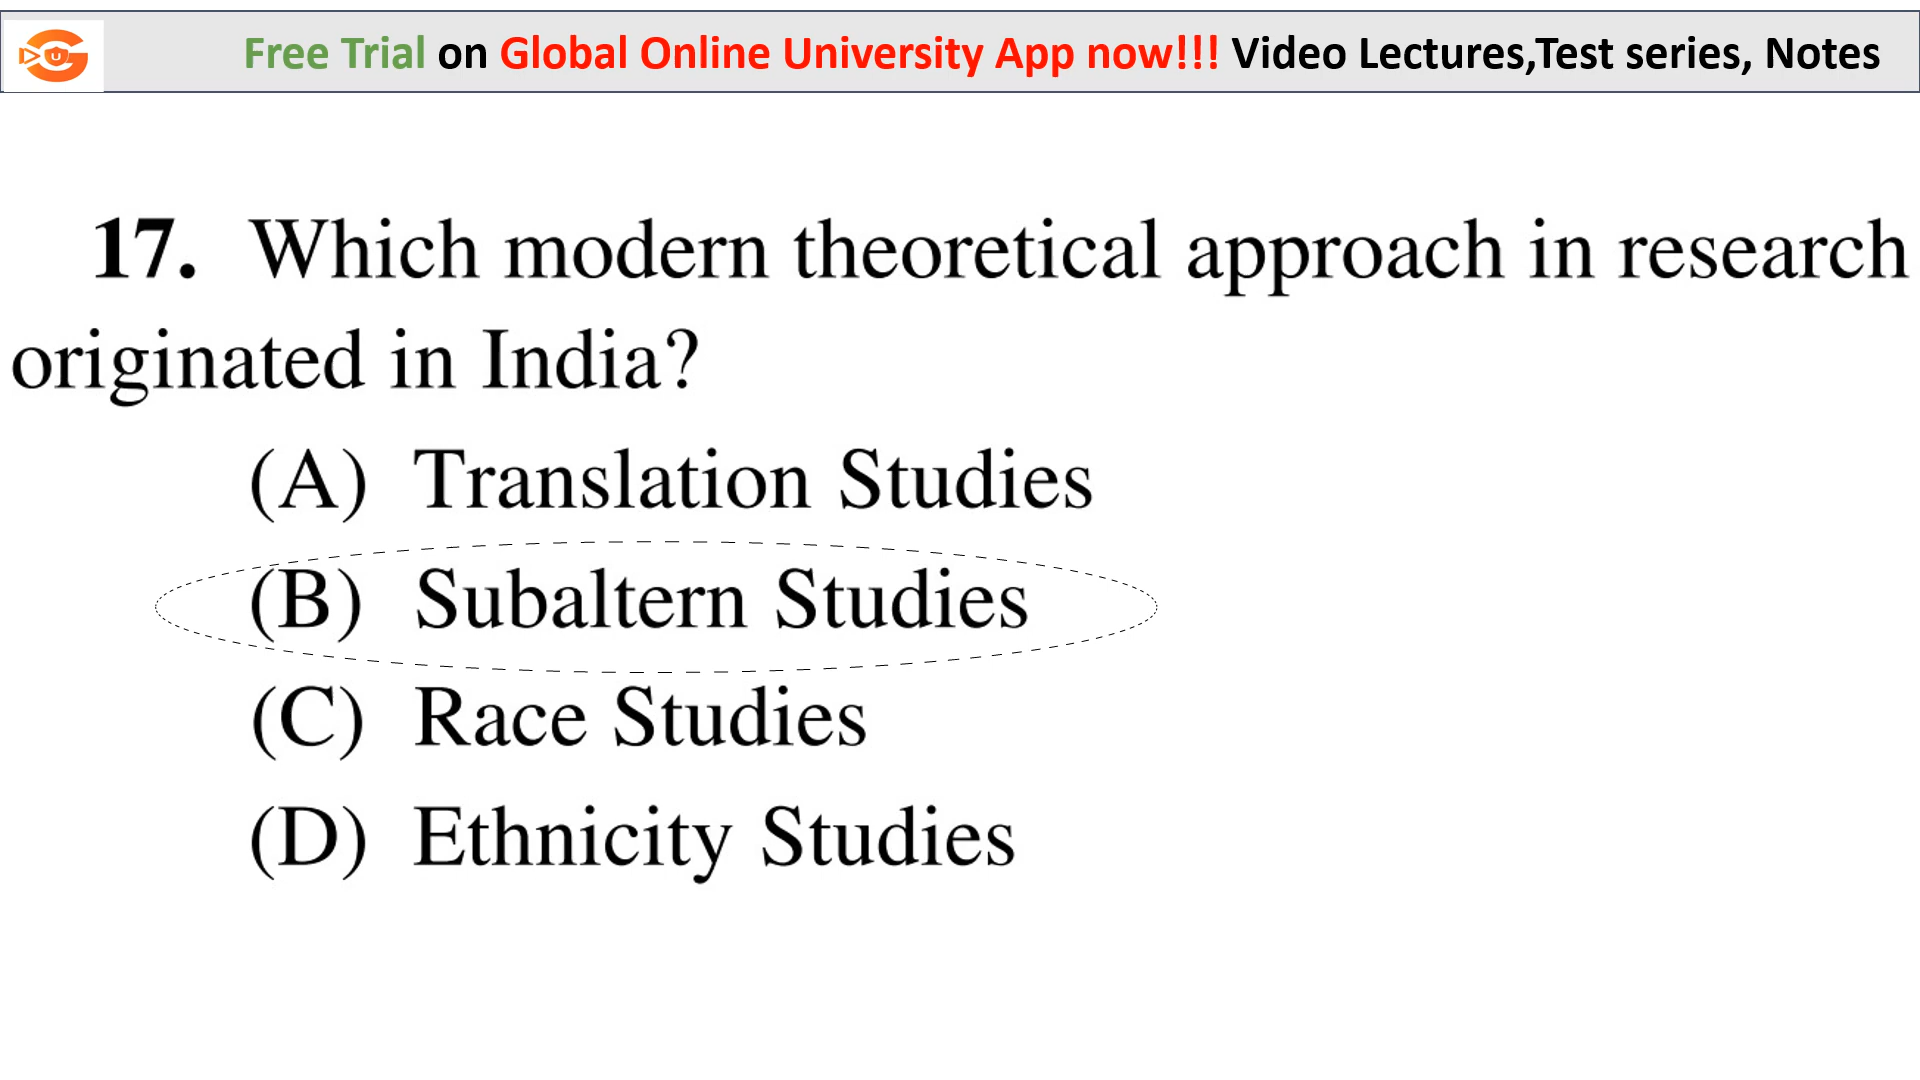 Free Trial on Global Online University App now!!! Video Lectures,Test series, Notes
17. Which modern theoretical approach in research
originated in India?
(A) Translation Studies
(B) Subaltern Studies
(C) Race Studies
(D) Ethnicity Studies